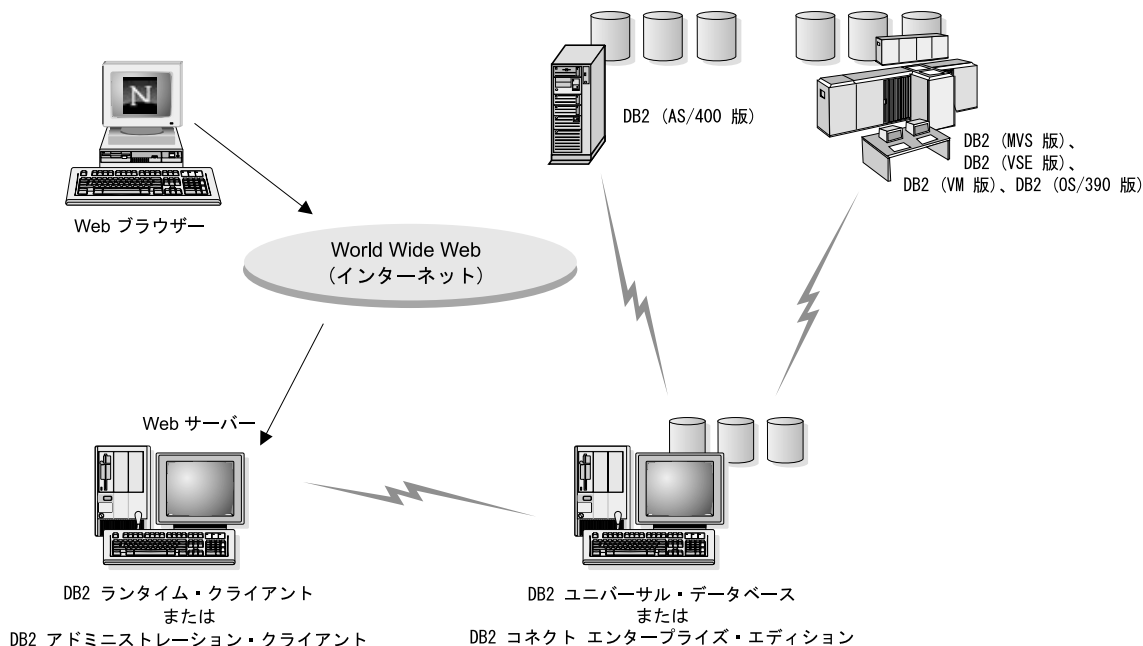 N
Web ブラウザー
DB2 (AS/400 版)
DB2 (MVS 版)、
DB2 (VSE 版)、
DB2 (VM 版)、DB2 (OS/390 版)
World Wide Web
(インターネット)
Web サーバー
DB2 ランタイム・クライアント
または
DB2 アドミニストレーション・クライアント
DB2 ユニバーサル・データベース
または
DB2 コネクト エンタープライズ・エディション